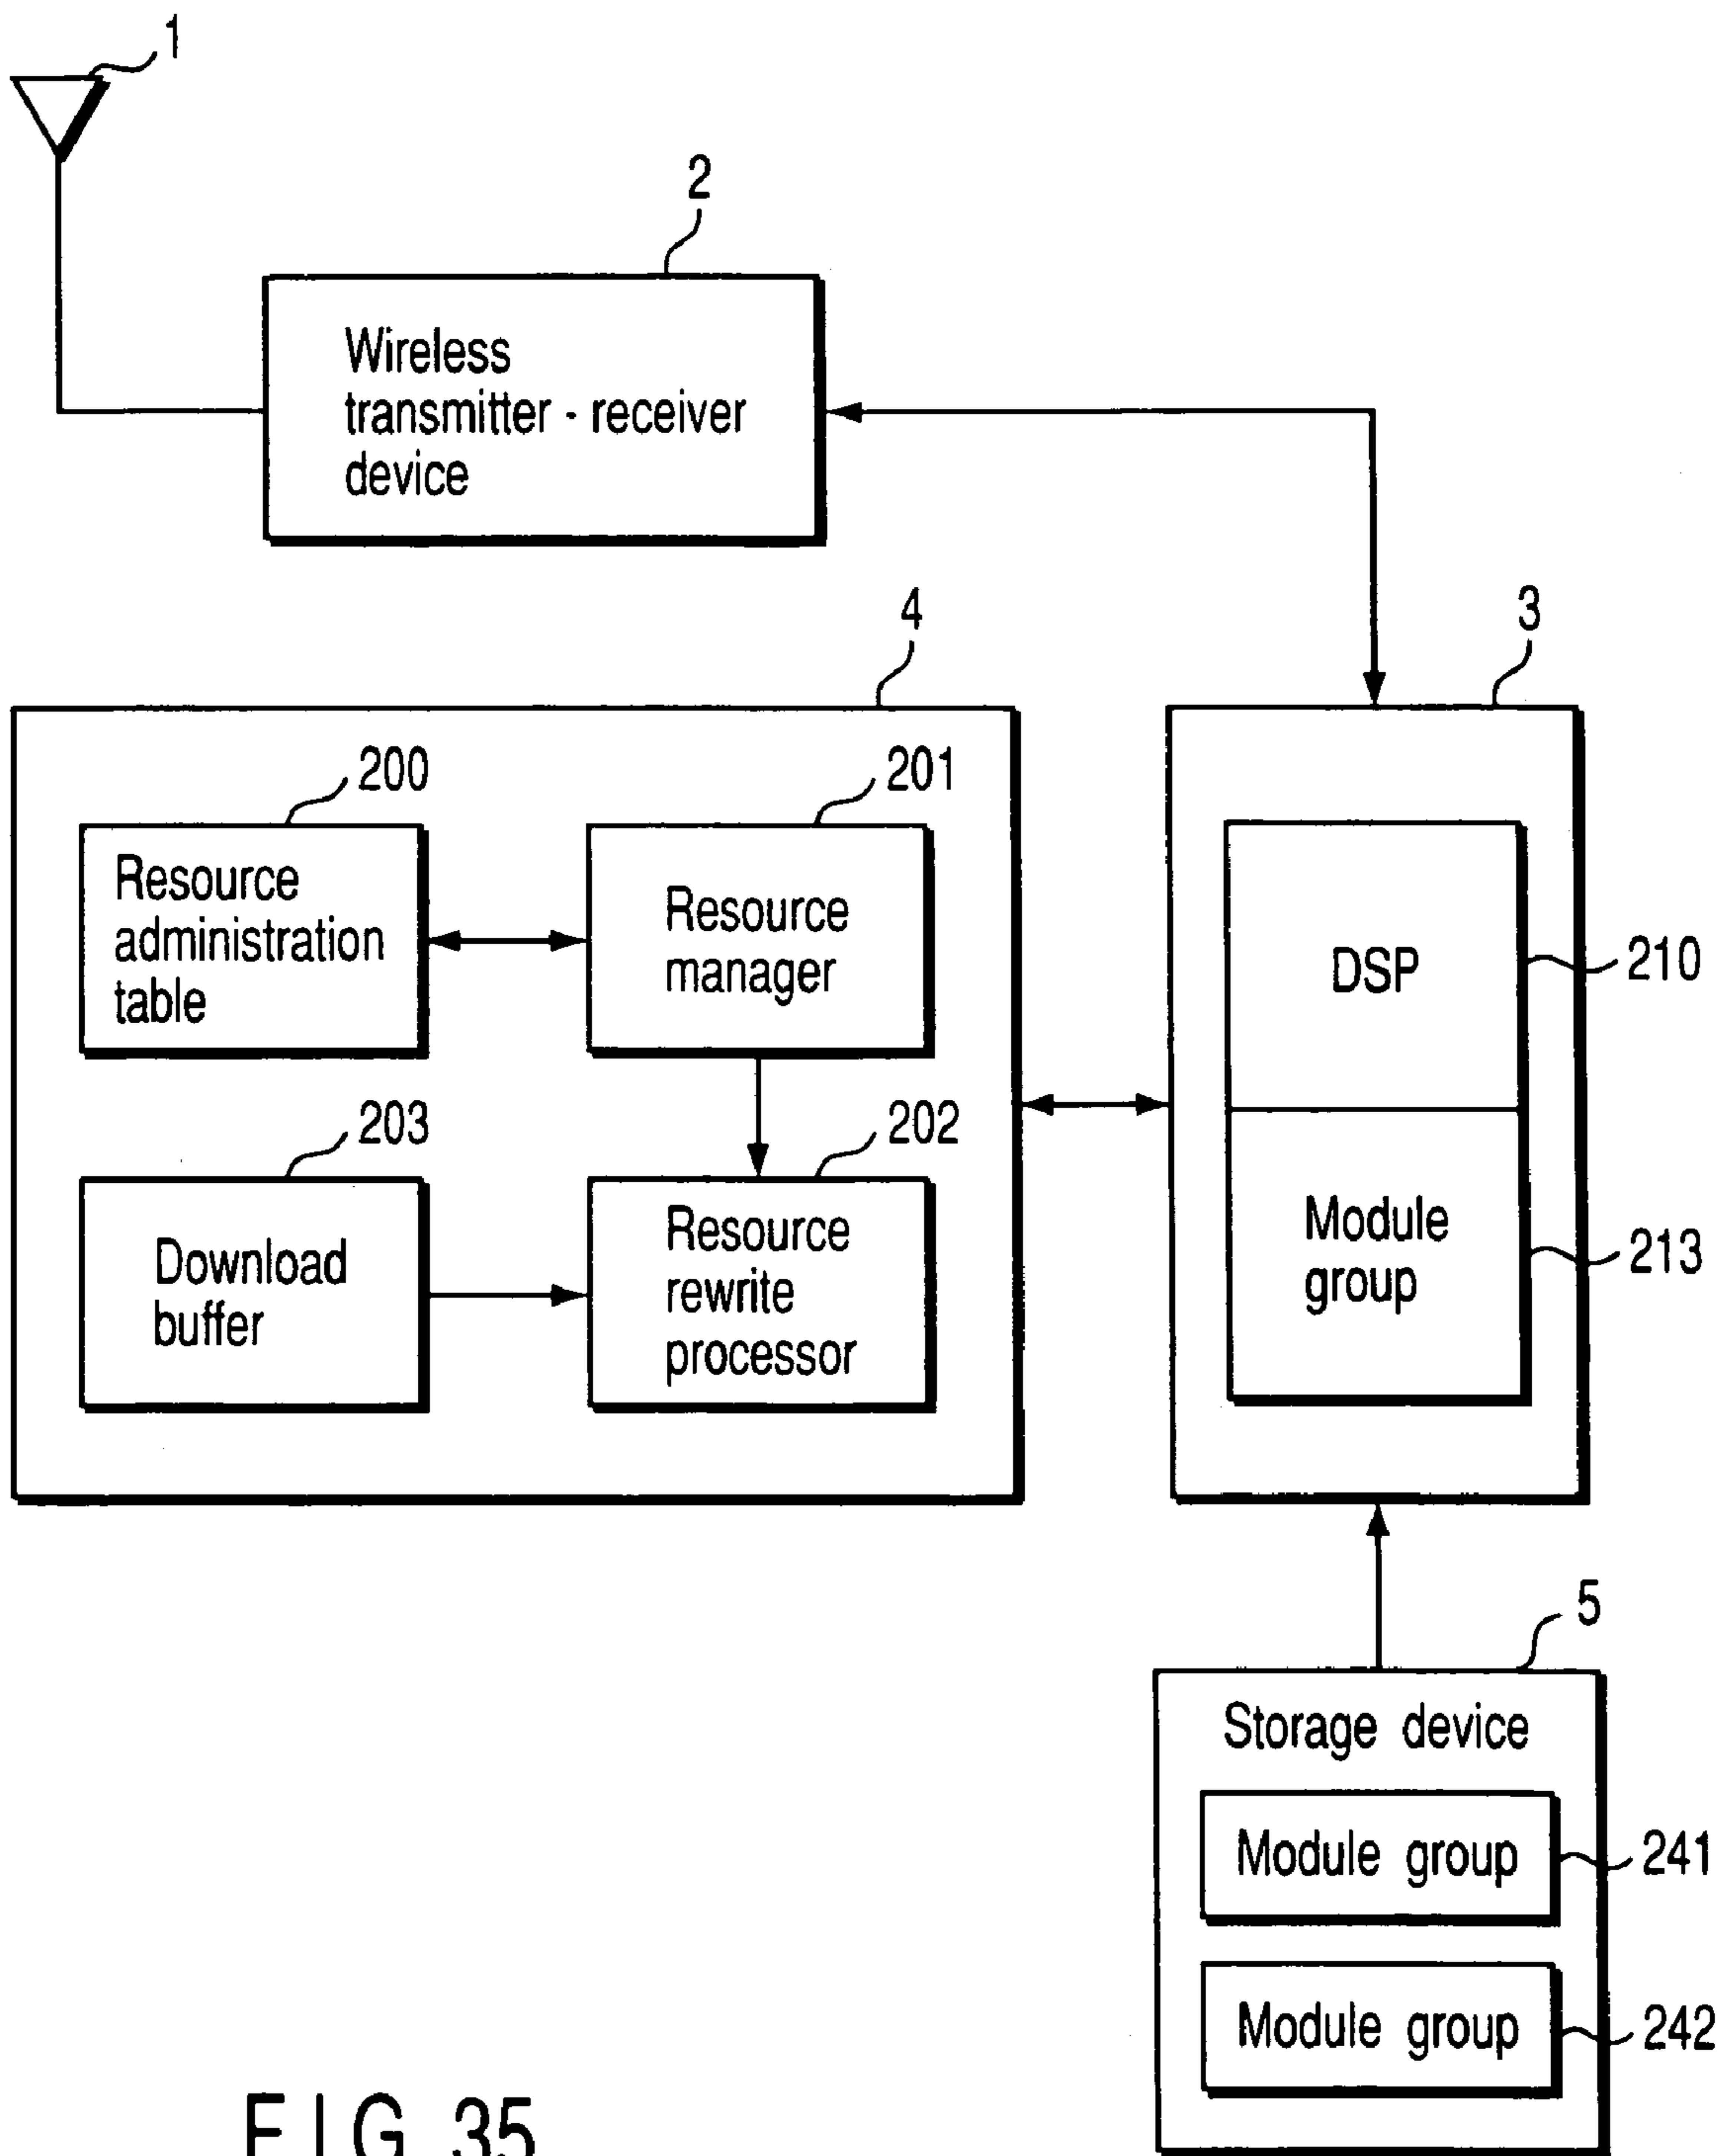 1
2
Wireless
transmitter - receiver
device
4
3
200
201
Resource
administration
table
Resource
manager
DSP
210
203
202
Download
buffer
Resource
rewrite
processor
Module
group
213
5
Storage device
Module group
241
Module group
242
FIG. 35